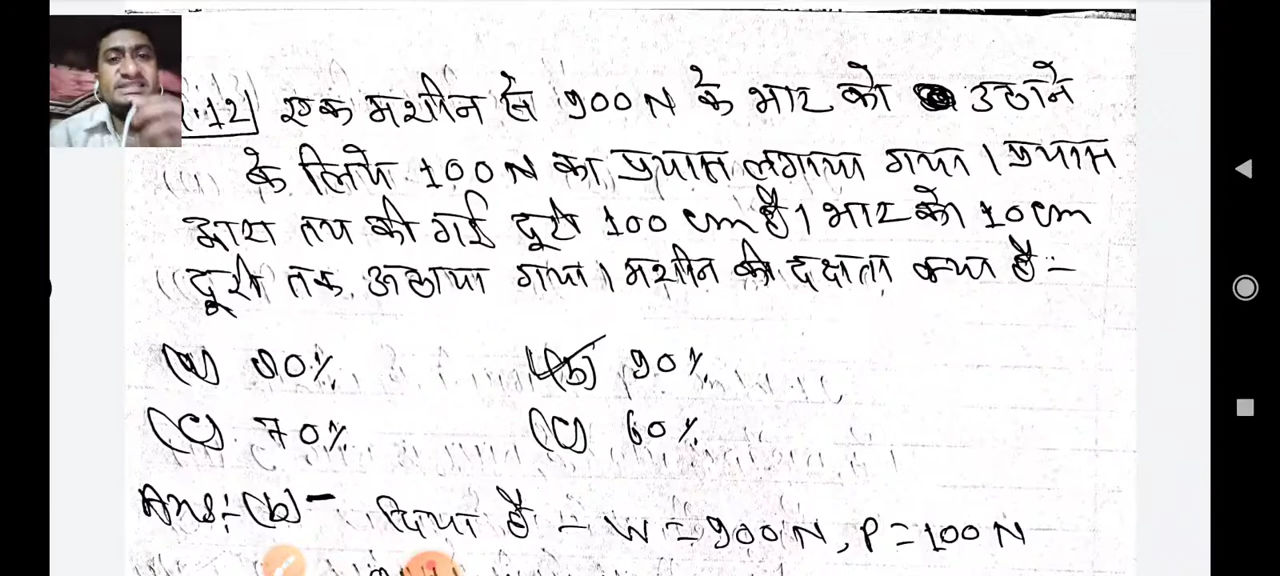 Q.12) एक मशीन से 900 N के भार को उठाने
के लिये 100 N का प्रयास लगाया गया। प्रयास
द्वारा तय की गई दूरी 100 cm है। भार को 10 cm
दूरी तक उठाया गया। मशीन की दक्षता क्या है :-
(a) 80% (b) 90%
(c) 70% (c) 60%
Ans:-(b)- दिया है - W = 900 N, P = 100 N